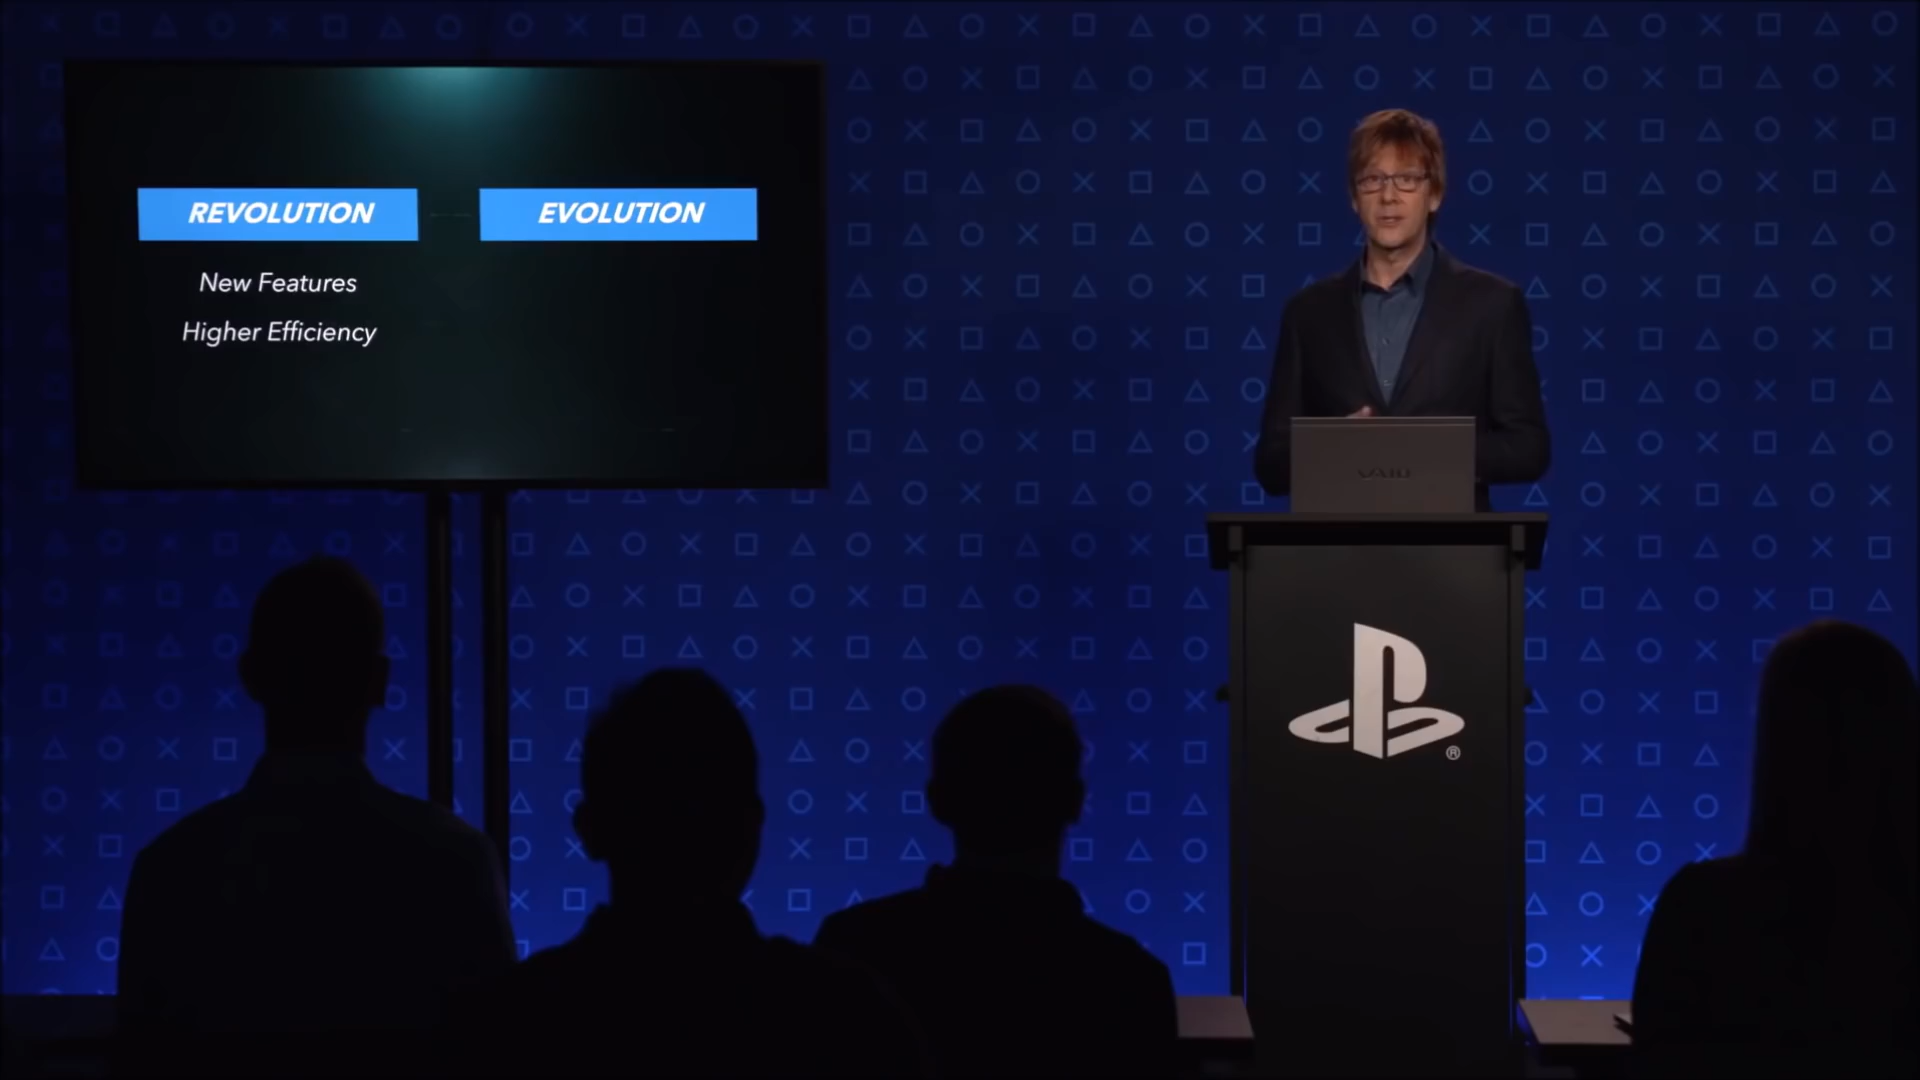 REVOLUTION
EVOLUTION
New Features
Higher Efficiency
VAIO
®